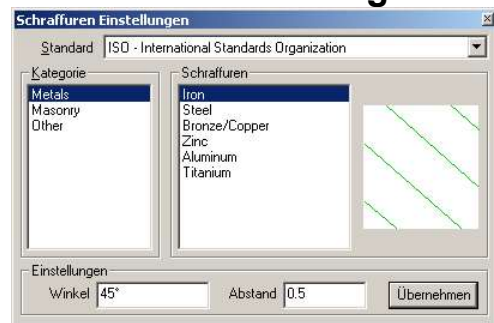 Schraffuren Einstellungen
Standard ISO - International Standards Organization
Kategorie
Metals
Masonry
Other
Schraffuren
Iron
Steel
Bronze/Copper
Zinc
Aluminum
Titanium
Einstellungen
Winkel 45° Abstand 0.5 Übernehmen